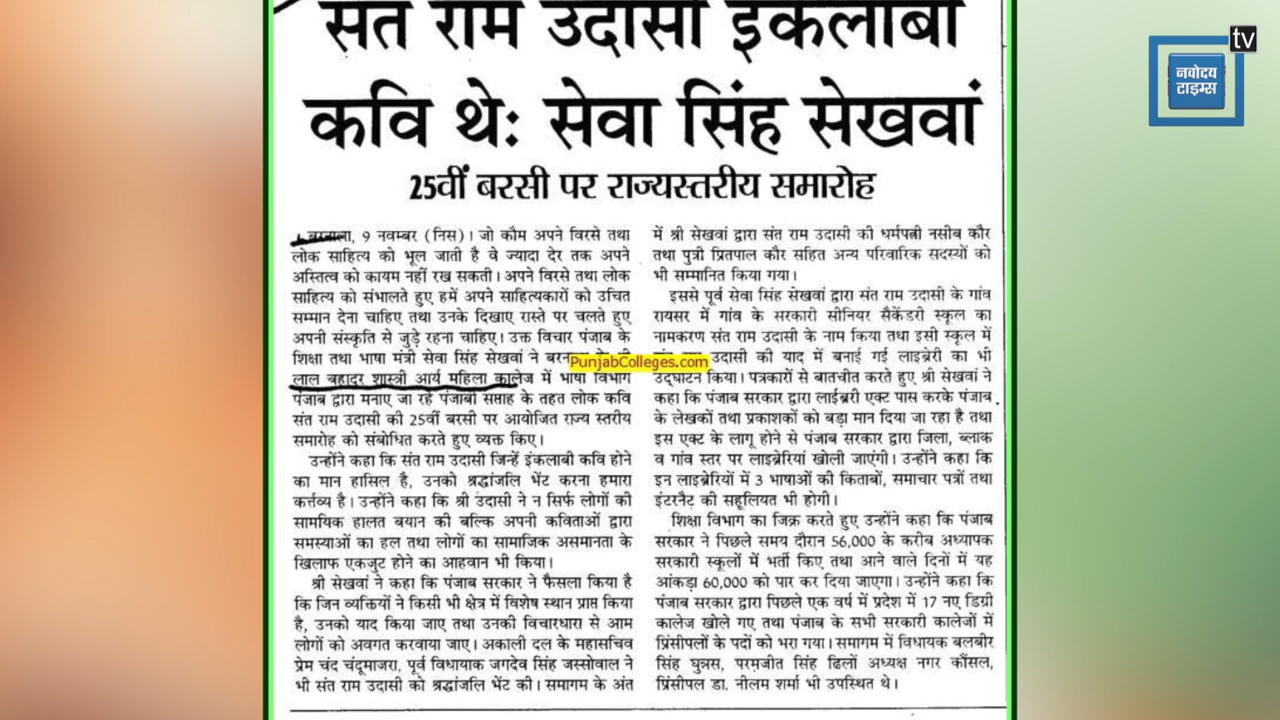 संत राम उदासी इंकलाबी
कवि थे: सेवा सिंह सेखवां
25वीं बरसी पर राज्यस्तरीय समारोह
बरनाला, 9 नवम्बर (निस)। जो कौम अपने विरसे तथा
लोक साहित्य को भूल जाती है वे ज्यादा देर तक अपने
अस्तित्व को कायम नहीं रख सकती। अपने विरसे तथा लोक
साहित्य को संभालते हुए हमें अपने साहित्यकारों को उचित
सम्मान देना चाहिए तथा उनके दिखाए रास्ते पर चलते हुए
अपनी संस्कृति से जुड़े रहना चाहिए। उक्त विचार पंजाब के
शिक्षा तथा भाषा मंत्री सेवा सिंह सेखवां ने
लाल बहादर शास्त्री आर्य महिला कालेज में भाषा विभाग
पंजाब द्वारा मनाए जा रहे पंजाबी सप्ताह के तहत लोक कवि
संत राम उदासी की 25वीं बरसी पर आयोजित राज्य स्तरीय
समारोह को संबोधित करते हुए व्यक्त किए।
उन्होंने कहा कि संत राम उदासी जिन्हें इंकलाबी कवि होने
का मान हासिल है, उनको श्रद्धांजलि भेंट करना हमारा
कर्त्तव्य है। उन्होंने कहा कि श्री उदासी ने न सिर्फ लोगों की
सामयिक हालत बयान की बल्कि अपनी कविताओं द्वारा
समस्याओं का हल तथा लोगों का सामाजिक असमानता के
खिलाफ एकजुट होने का आहवान भी किया।
श्री सेखवां ने कहा कि पंजाब सरकार ने फैसला किया है
कि जिन व्यक्तियों ने किसी भी क्षेत्र में विशेष स्थान प्राप्त किया
है, उनको याद किया जाए तथा उनकी विचारधारा से आम
लोगों को अवगत करवाया जाए। अकाली दल के महासचिव
प्रेम चंद चंदूमाजरा, पूर्व विधायाक जगदेव सिंह जस्सोवाल ने
भी संत राम उदासी को श्रद्धांजलि भेंट की। समागम के अंत
में श्री सेखवां द्वारा संत राम उदासी की धर्मपत्नी नसीब कौर
तथा पुत्री प्रितपाल कौर सहित अन्य परिवारिक सदस्यों को
भी सम्मानित किया गया।
इससे पूर्व सेवा सिंह सेखवां द्वारा संत राम उदासी के गांव
रायसर में गांव के सरकारी सीनियर सैकेंडरी स्कूल का
नामकरण संत राम उदासी के नाम किया तथा इसी स्कूल में
उदासी की याद में बनाई गई लाइब्रेरी का भी
उद्घाटन किया। पत्रकारों से बातचीत करते हुए श्री सेखवां ने
कहा कि पंजाब सरकार द्वारा लाईब्ररी एक्ट पास करके पंजाब
के लेखकों तथा प्रकाशकों को बड़ा मान दिया जा रहा है तथा
इस एक्ट के लागू होने से पंजाब सरकार द्वारा जिला, ब्लाक
व गांव स्तर पर लाइब्रेरियां खोली जाएंगी। उन्होंने कहा कि
इन लाइब्रेरियों में 3 भाषाओं की किताबों, समाचार पत्रों तथा
इंटरनैट की सहूलियत भी होगी।
शिक्षा विभाग का जिक्र करते हुए उन्होंने कहा कि पंजाब
सरकार ने पिछले समय दौरान 56,000 के करीब अध्यापक
सरकारी स्कूलों में भर्ती किए तथा आने वाले दिनों में यह
आंकड़ा 60,000 को पार कर दिया जाएगा। उन्होंने कहा कि
पंजाब सरकार द्वारा पिछले एक वर्ष में प्रदेश में 17 नए डिग्री
कालेज खोले गए तथा पंजाब के सभी सरकारी कालेजों में
प्रिंसीपलों के पदों को भरा गया। समागम में विधायक बलबीर
सिंह घुन्नस, परमजीत सिंह ढिलों अध्यक्ष नगर कौंसल,
प्रिंसीपल डा. नीलम शर्मा भी उपस्थित थे।
PunjabColleges.com
नवोदय
टाइम्स
tv